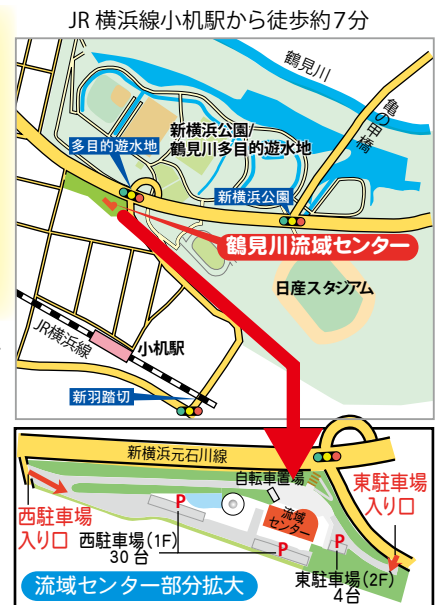 JR 横浜線小机駅から徒歩約7分
鶴見川
亀の甲橋
新横浜公園/
鶴見川多目的遊水地
多目的遊水地
新横浜公園
鶴見川流域センター
日産スタジアム
JR横浜線
小机駅
新羽踏切
新横浜元石川線
自転車置場
東駐車場
入り口
P
流域
センター
西駐車場
入り口
西駐車場(1F)
30台
P
P
東駐車場(2F)
4台
流域センター部分拡大